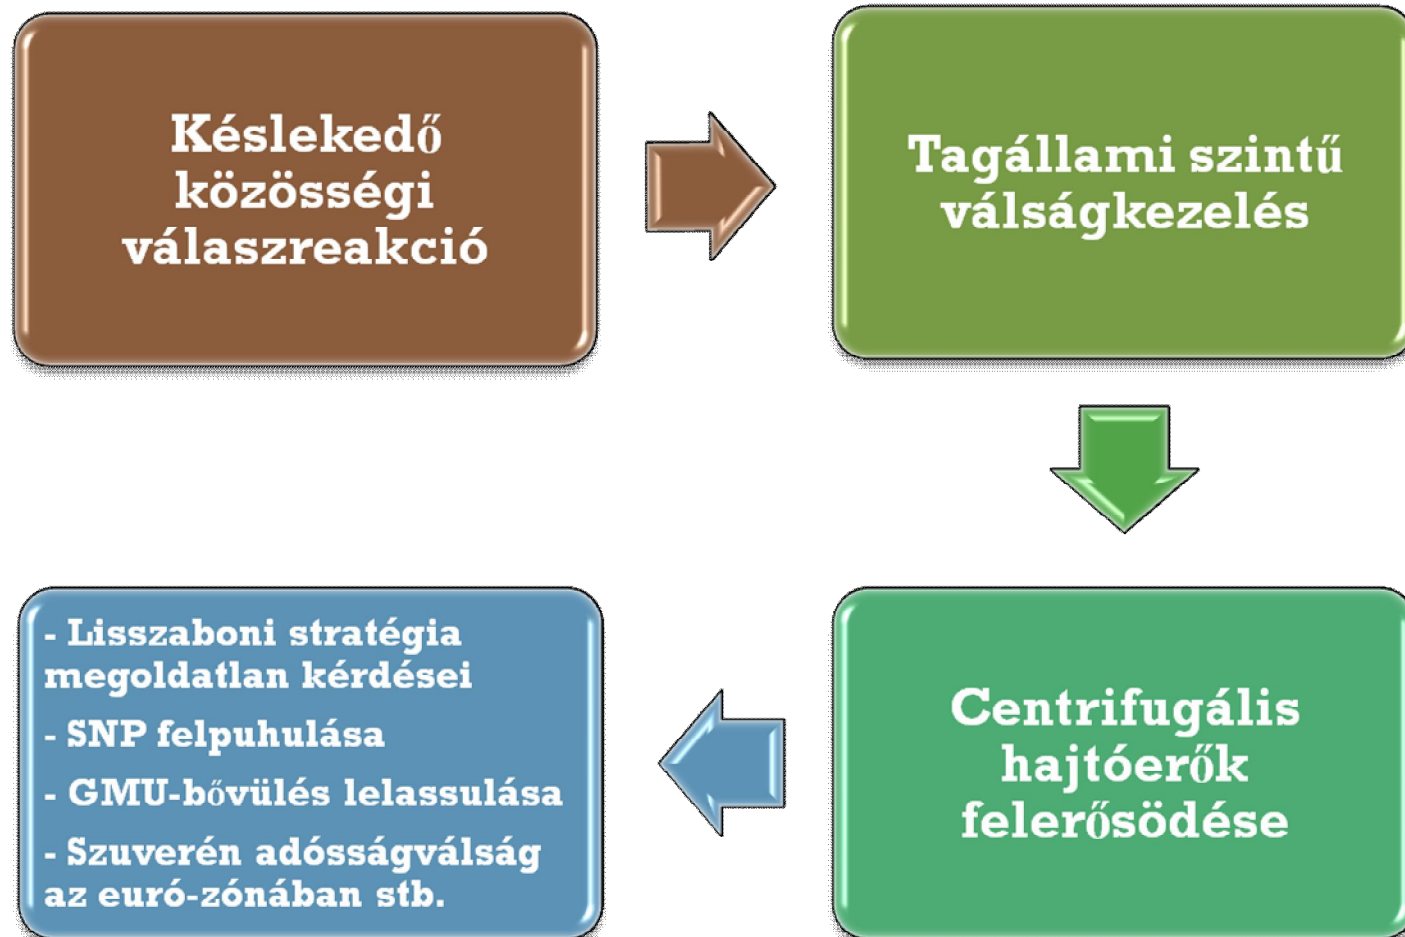 Késlekedő
közösségi
válaszreakció
Tagállami szintű
válságkezelés
Centrifugális
hajtóerők
felerősödése
- Lisszaboni stratégia
megoldatlan kérdései
- SNP felpuhulása
- GMU-bővülés lelassulása
- Szuverén adósságválság
az euró-zónában stb.